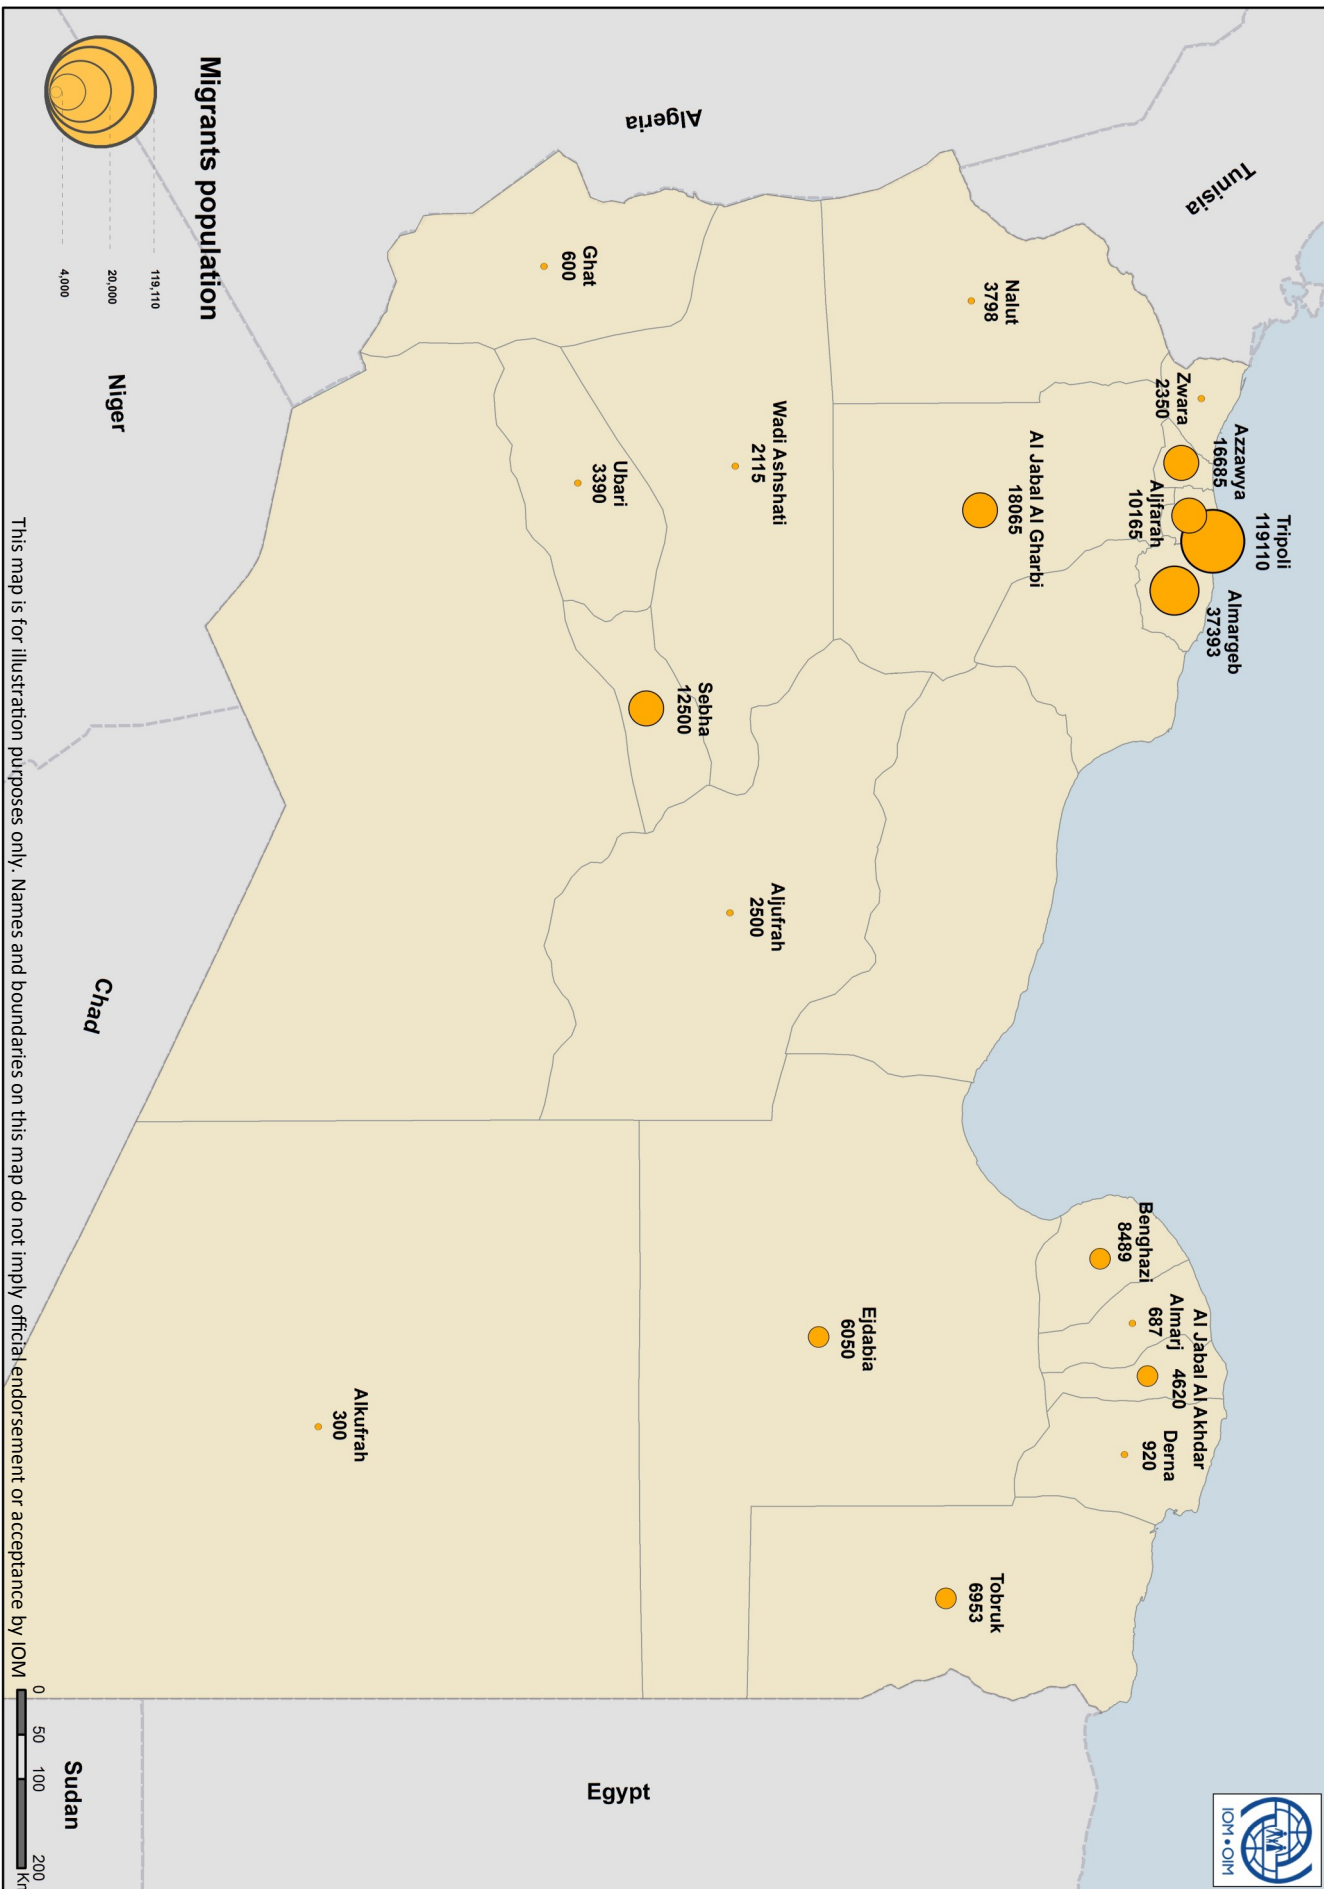 Tunisia
Tripoli
119110
Azzawya
16685
Zwara
2350
Aljfarah
10165
Almargeb
37393
Nalut
3798
Al Jabal Al Gharbi
18065
Algeria
Wadi Ashshati
2115
Ghat
600
Ubari
3390
Sebha
12500
Aljufrah
2500
Benghazi
8489
Almarj
687
Al Jabal Al Akhdar
4620
Derna
920
Tobruk
6953
Ejdabia
6050
Alkufrah
300
Egypt
Niger
Chad
Sudan
Migrants population
119,110
20,000
4,000
This map is for illustration purposes only. Names and boundaries on this map do not imply official endorsement or acceptance by IOM
0 50 100 200
IOM • OIM